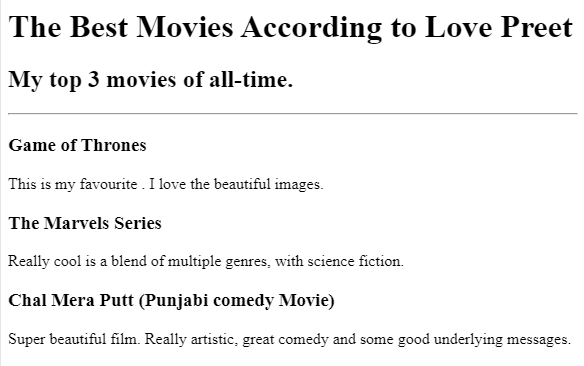 The Best Movies According to Love Preet
My top 3 movies of all-time.
Game of Thrones
This is my favourite . I love the beautiful images.
The Marvels Series
Really cool is a blend of multiple genres, with science fiction.
Chal Mera Putt (Punjabi comedy Movie)
Super beautiful film. Really artistic, great comedy and some good underlying messages.